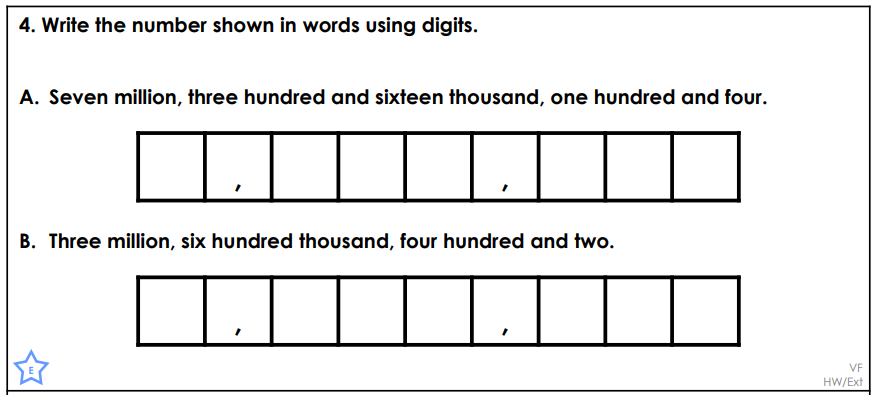 4. Write the number shown in words using digits.
A. Seven million, three hundred and sixteen thousand, one hundred and four.
, ,
B. Three million, six hundred thousand, four hundred and two.
, ,
E
VF
HW/Ext